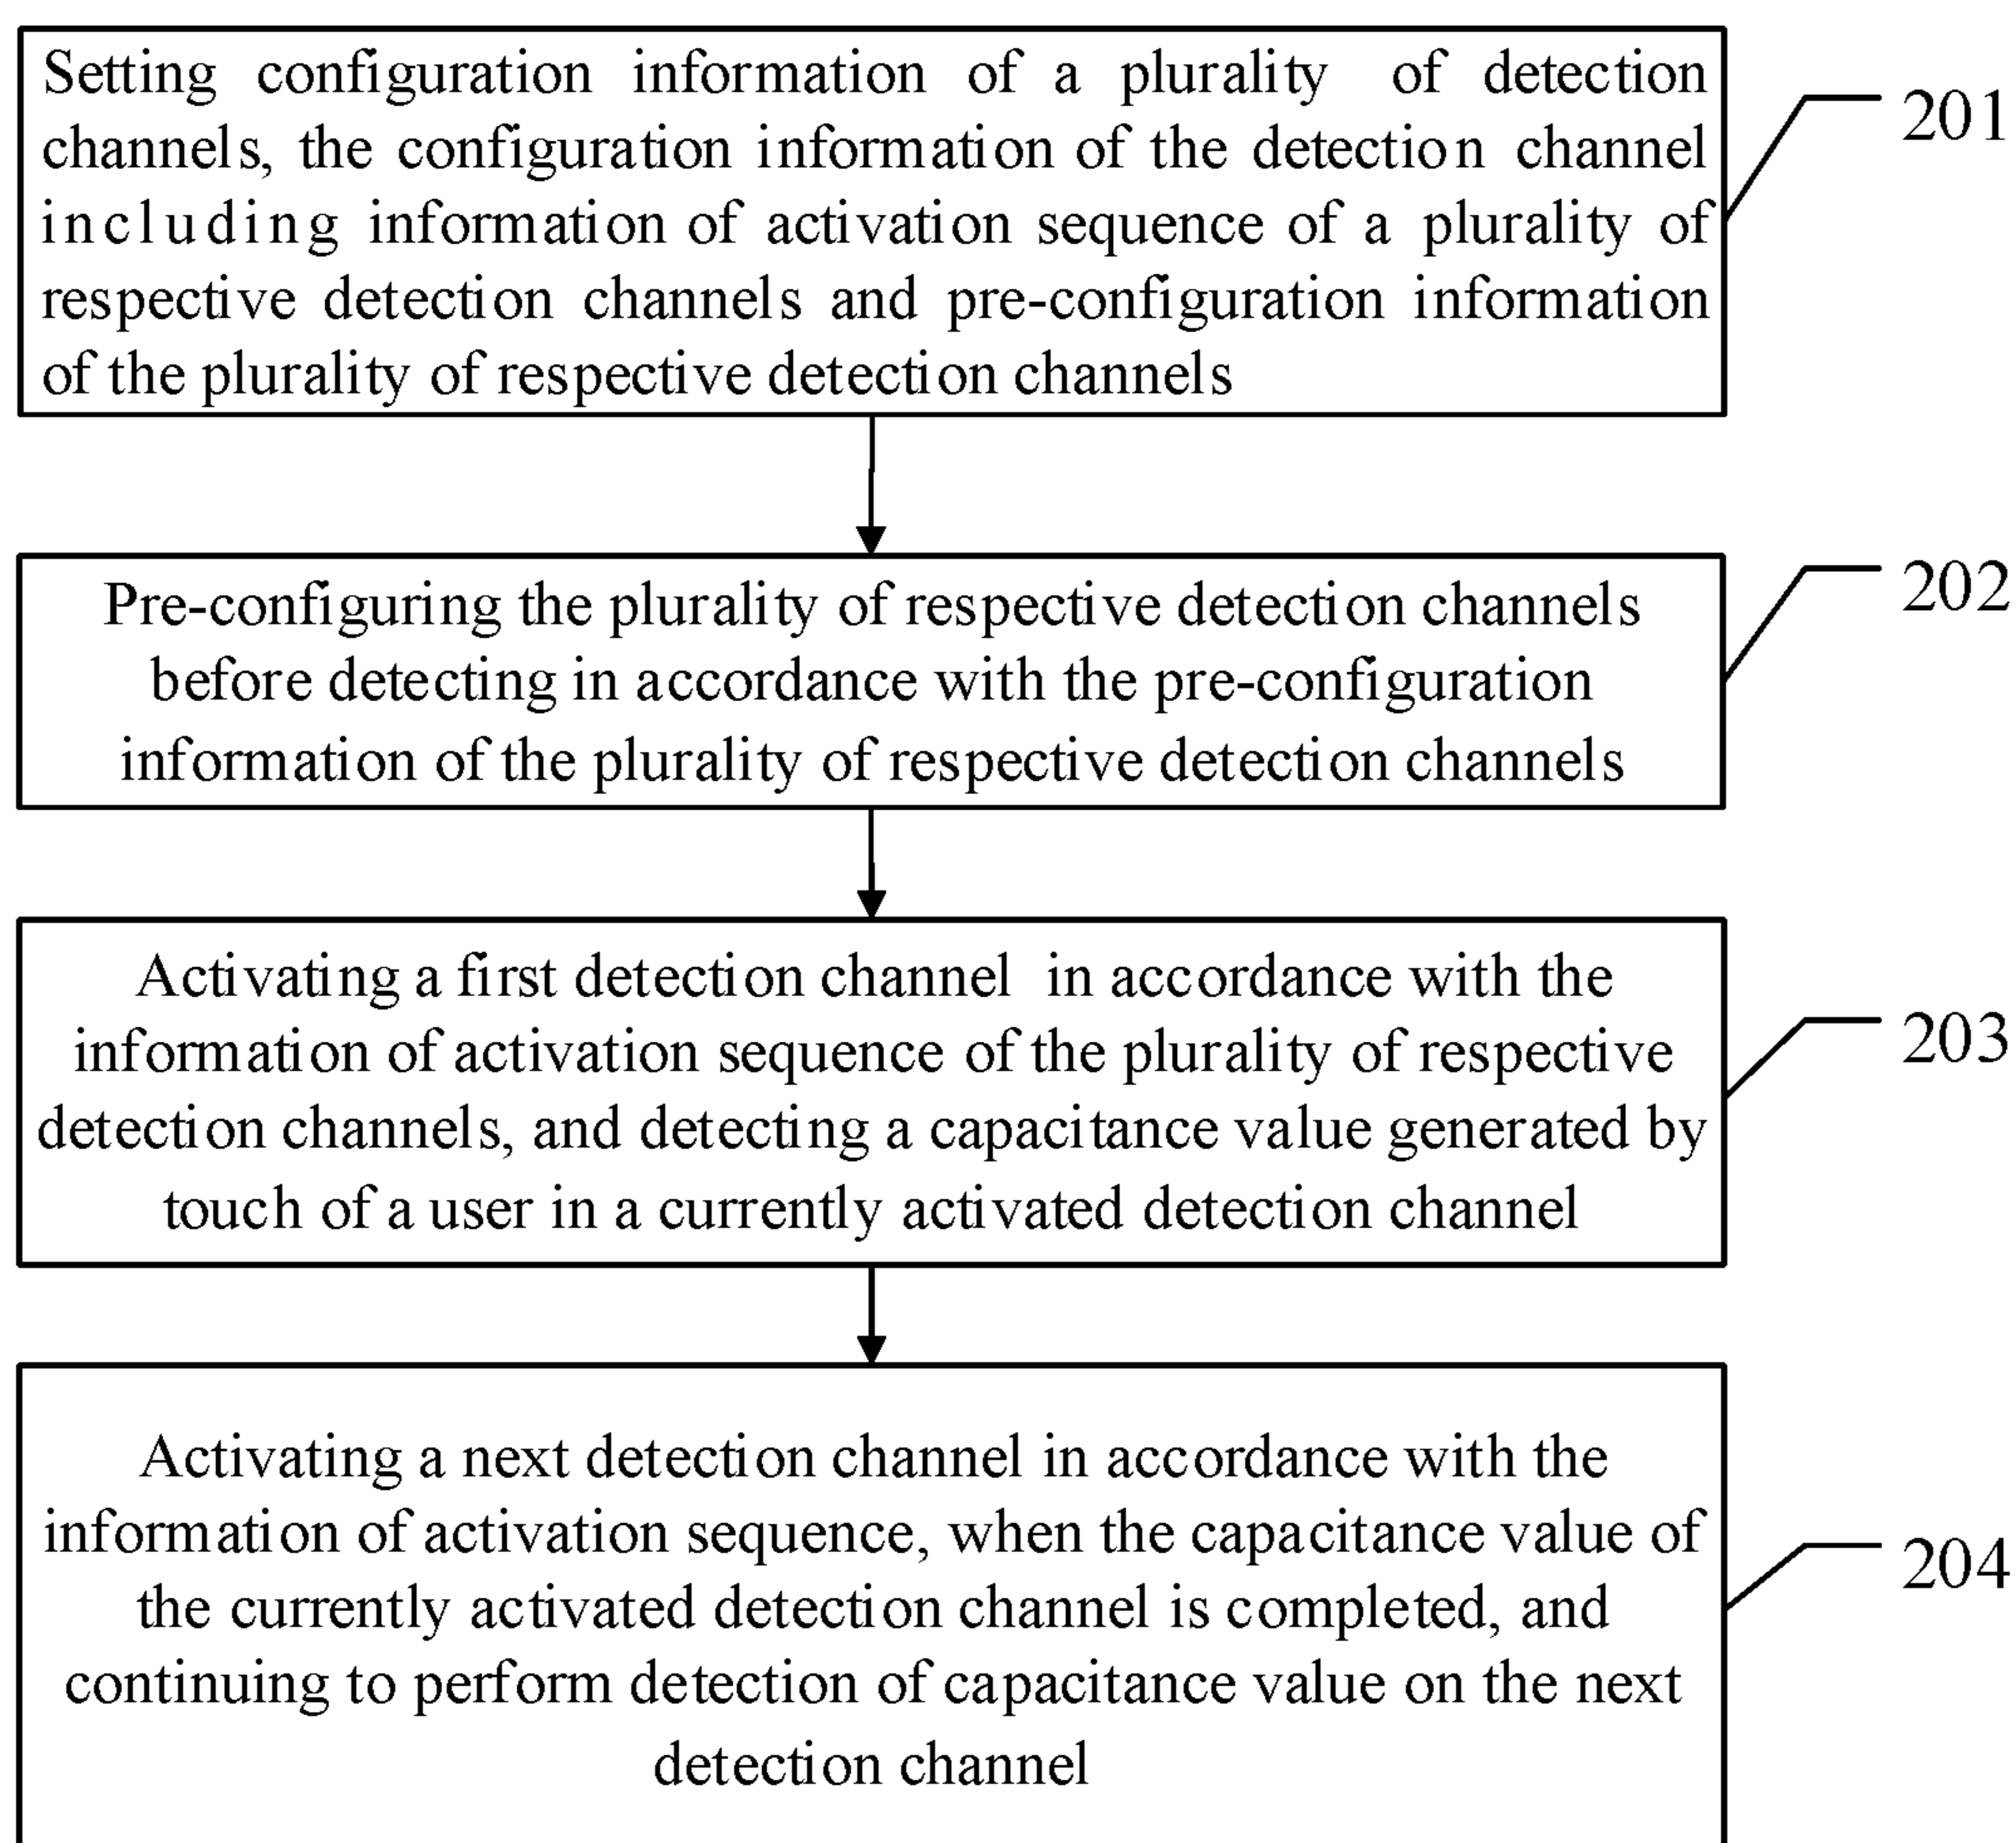 Setting configuration information of a plurality of detection
channels, the configuration information of the detection channel
including information of activation sequence of a plurality of
respective detection channels and pre-configuration information
of the plurality of respective detection channels
201
Pre-configuring the plurality of respective detection channels
before detecting in accordance with the pre-configuration
information of the plurality of respective detection channels
202
Activating a first detection channel in accordance with the
information of activation sequence of the plurality of respective
detection channels, and detecting a capacitance value generated by
touch of a user in a currently activated detection channel
203
Activating a next detection channel in accordance with the
information of activation sequence, when the capacitance value of
the currently activated detection channel is completed, and
continuing to perform detection of capacitance value on the next
detection channel
204